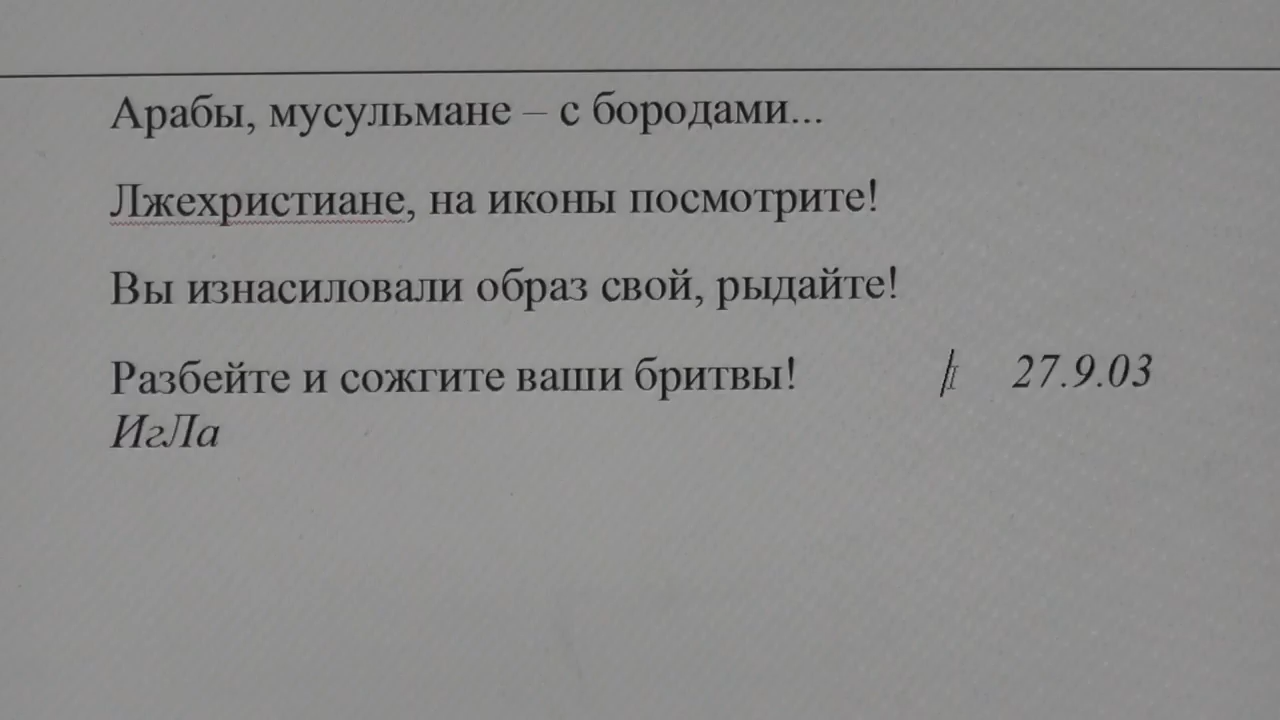 Арабы, мусульмане – с бородами...
Лжехристиане, на иконы посмотрите!
Вы изнасиловали образ свой, рыдайте!
Разбейте и сожгите ваши бритвы! / 27.9.03
ИгЛа